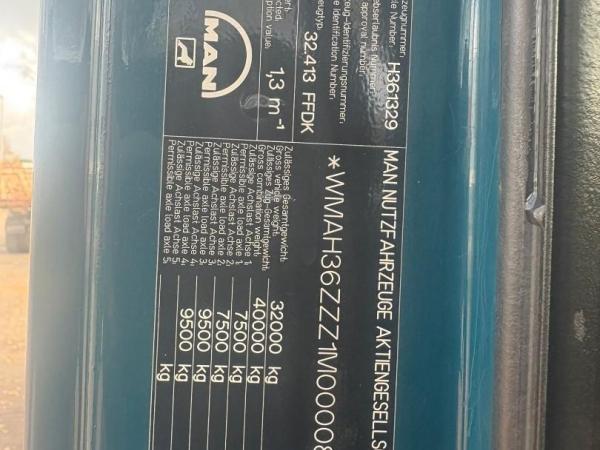 MAN NUTZFAHRZEUGE AKTIENGESELLS
H361329
*WMAH36ZZZ1M00008
32.413 FFDK
1,3 m⁻¹
MAN
Zulässiges Gesamtgewicht:
Gross vehicle weight: 32000 kg
Zulässiges Zug-Gesamtgewicht:
Gross combination weight: 40000 kg
Zulässige Achslast Achse 1:
Permissible axle load axle 1: 7500 kg
Zulässige Achslast Achse 2:
Permissible axle load axle 2: 7500 kg
Zulässige Achslast Achse 3:
Permissible axle load axle 3: 9500 kg
Zulässige Achslast Achse 4:
Permissible axle load axle 4: 9500 kg
Zulässige Achslast Achse 5:
Permissible axle load axle 5: kg